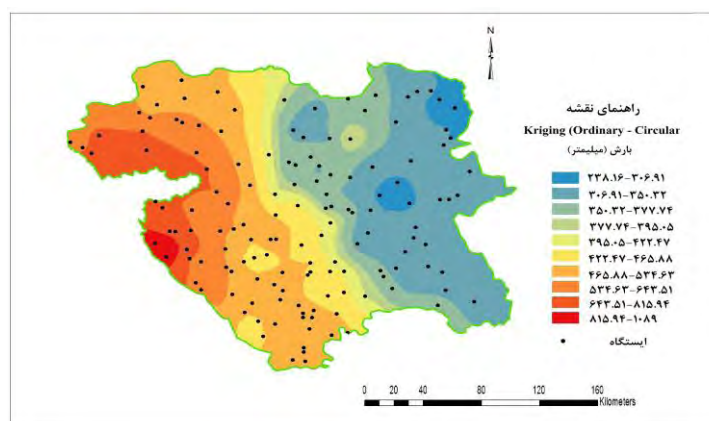 N
راهنمای نقشه
Kriging (Ordinary - Circular
بارش (میلیمتر)
۲۳۸.۱۶-۳۰۶.۹۱
۳۰۶.۹۱-۳۵۰.۳۲
۳۵۰.۳۲-۳۷۷.۷۴
۳۷۷.۷۴-۳۹۵.۰۵
۳۹۵.۰۵-۴۲۲.۴۷
۴۲۲.۴۷-۴۶۵.۸۸
۴۶۵.۸۸-۵۳۴.۶۳
۵۳۴.۶۳-۶۴۳.۵۱
۶۴۳.۵۱-۸۱۵.۹۴
۸۱۵.۹۴-۱۰۸۹
ایستگاه
0 10 20 40 80 120 160
Kilometers